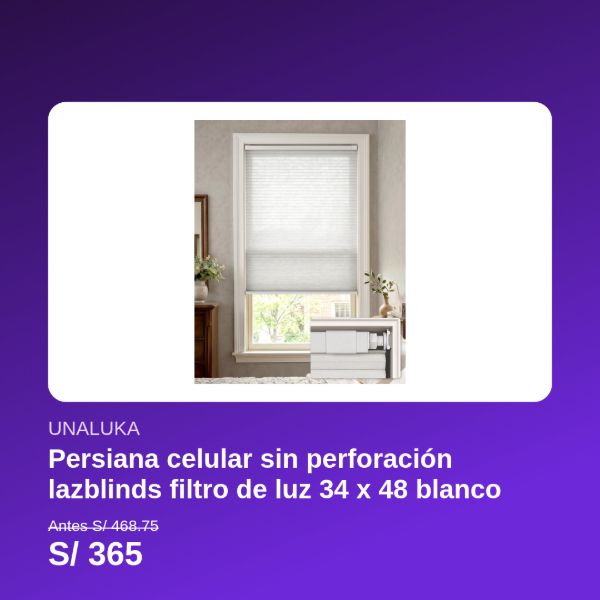 UNALUKA
Persiana celular sin perforación
lazblinds filtro de luz 34 x 48 blanco
Antes S/ 468.75
S/ 365